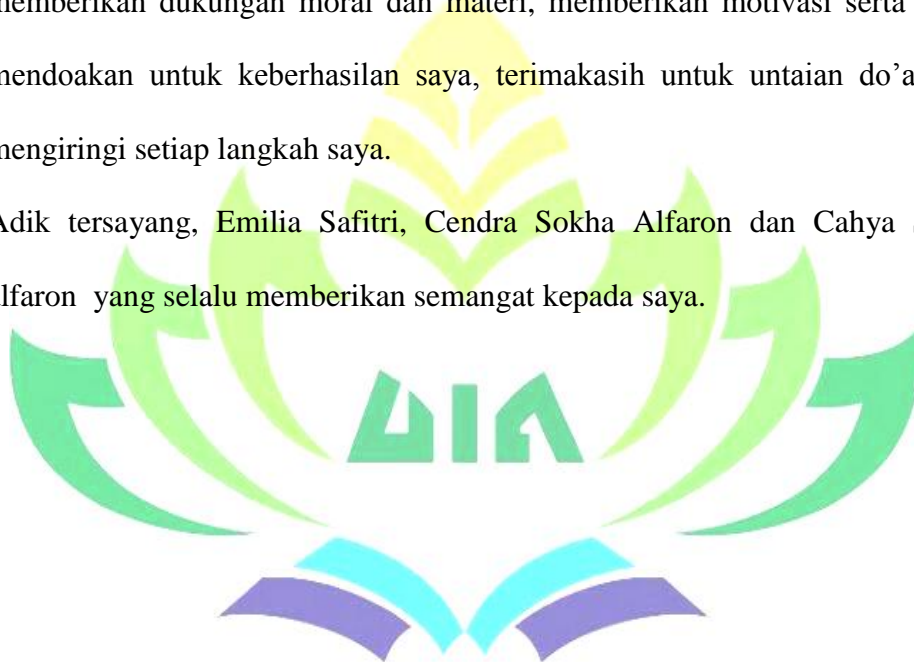 memberikan dukungan moral dan materi, memberikan motivasi serta
mendoakan untuk keberhasilan saya, terimakasih untuk untaian do’a
mengiringi setiap langkah saya.
Adik tersayang, Emilia Safitri, Cendra Sokha Alfaron dan Cahya
alfaron yang selalu memberikan semangat kepada saya.
UIN